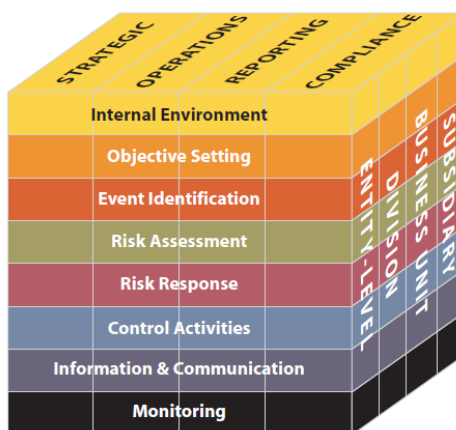 STRATEGIC
OPERATIONS
REPORTING
COMPLIANCE
Internal Environment
Objective Setting
Event Identification
Risk Assessment
Risk Response
Control Activities
Information & Communication
Monitoring
ENTITY-LEVEL
DIVISION
BUSINESS UNIT
SUBSIDIARY